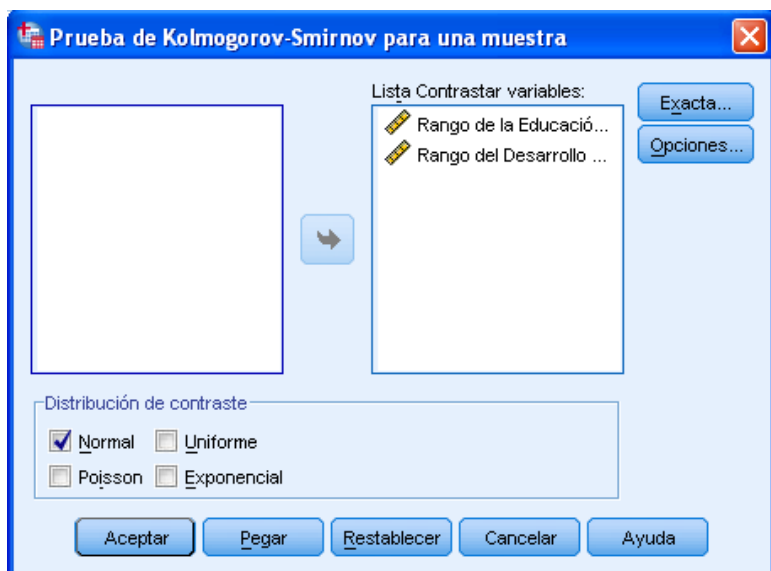 Prueba de Kolmogorov-Smirnov para una muestra
Lista Contrastar variables:
Rango de la Educació...
Rango del Desarrollo ...
Exacta...
Opciones...
Distribución de contraste
Normal
Uniforme
Poisson
Exponencial
Aceptar
Pegar
Restablecer
Cancelar
Ayuda